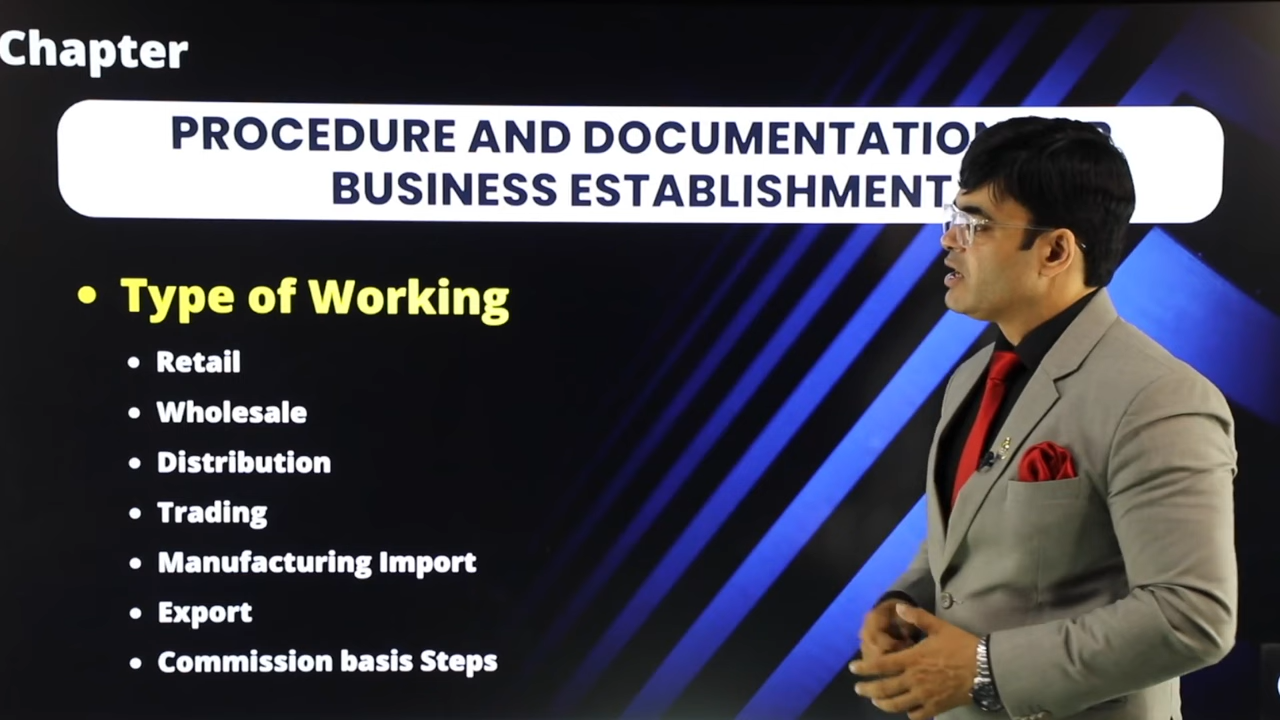 Chapter
PROCEDURE AND DOCUMENTATION
BUSINESS ESTABLISHMENT
• Type of Working
• Retail
• Wholesale
• Distribution
• Trading
• Manufacturing Import
• Export
• Commission basis Steps